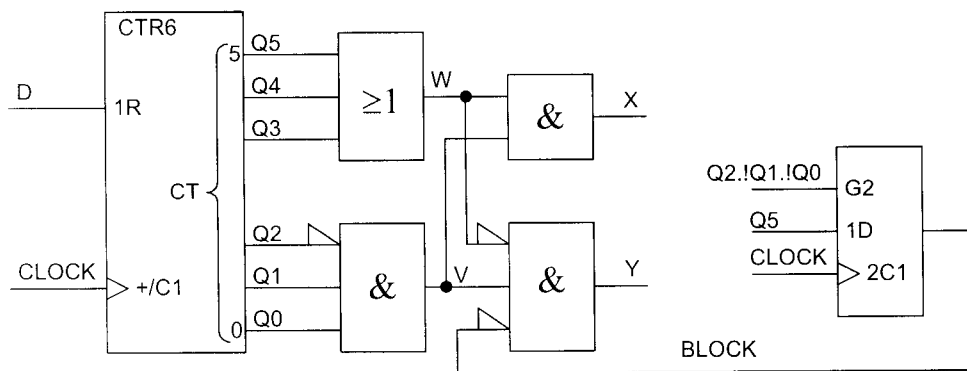 CTR6
D
1R
5
Q5
Q4
Q3
≥1
W
&
X
CT
Q2
Q1
Q0
0
&
V
&
Y
CLOCK
+/C1
Q2.!Q1.!Q0
G2
Q5
1D
CLOCK
2C1
BLOCK